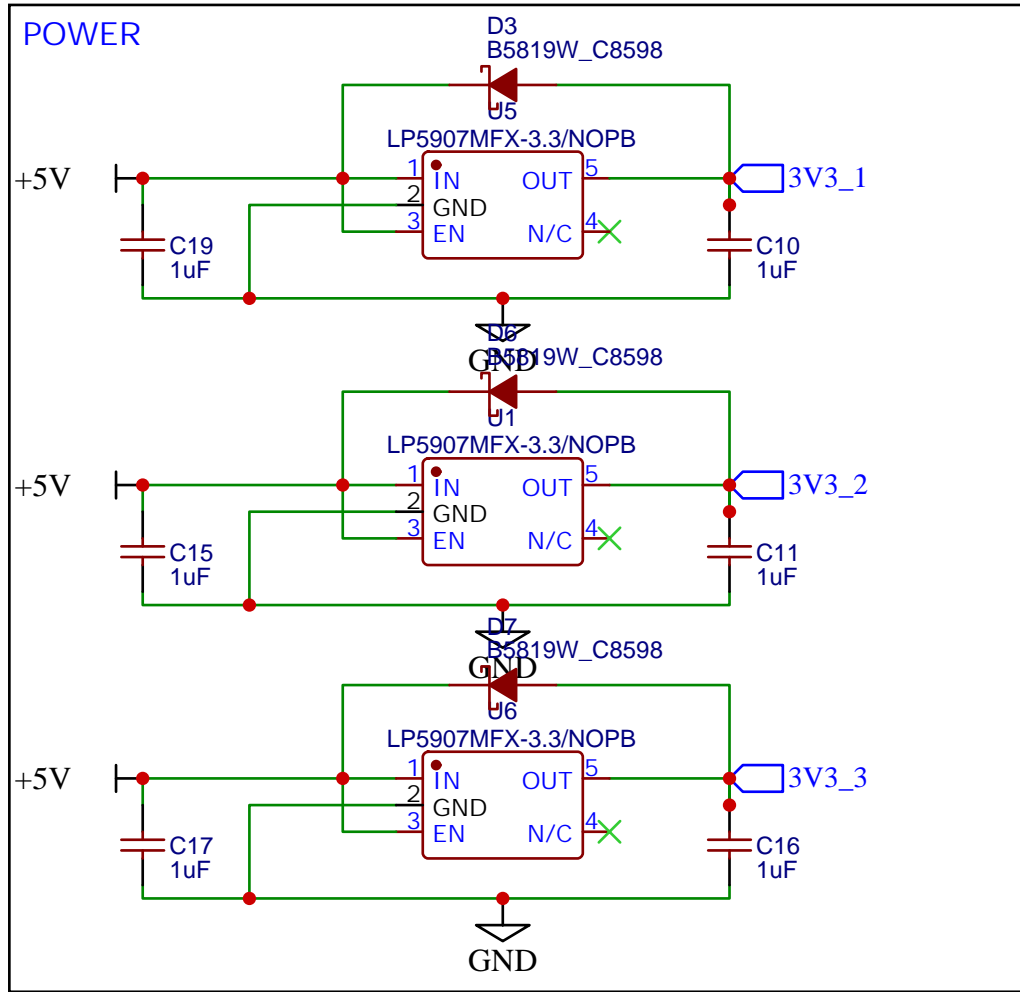 POWER
D3
B5819W_C8598
U5
LP5907MFX-3.3/NOPB
+5V
1
IN
OUT
5
3V3_1
2
GND
3
EN
N/C
4
C19
1uF
C10
1uF
GND
D6
B5819W_C8598
U1
LP5907MFX-3.3/NOPB
+5V
1
IN
OUT
5
3V3_2
2
GND
3
EN
N/C
4
C15
1uF
C11
1uF
GND
D7
B5819W_C8598
U6
LP5907MFX-3.3/NOPB
+5V
1
IN
OUT
5
3V3_3
2
GND
3
EN
N/C
4
C17
1uF
C16
1uF
GND